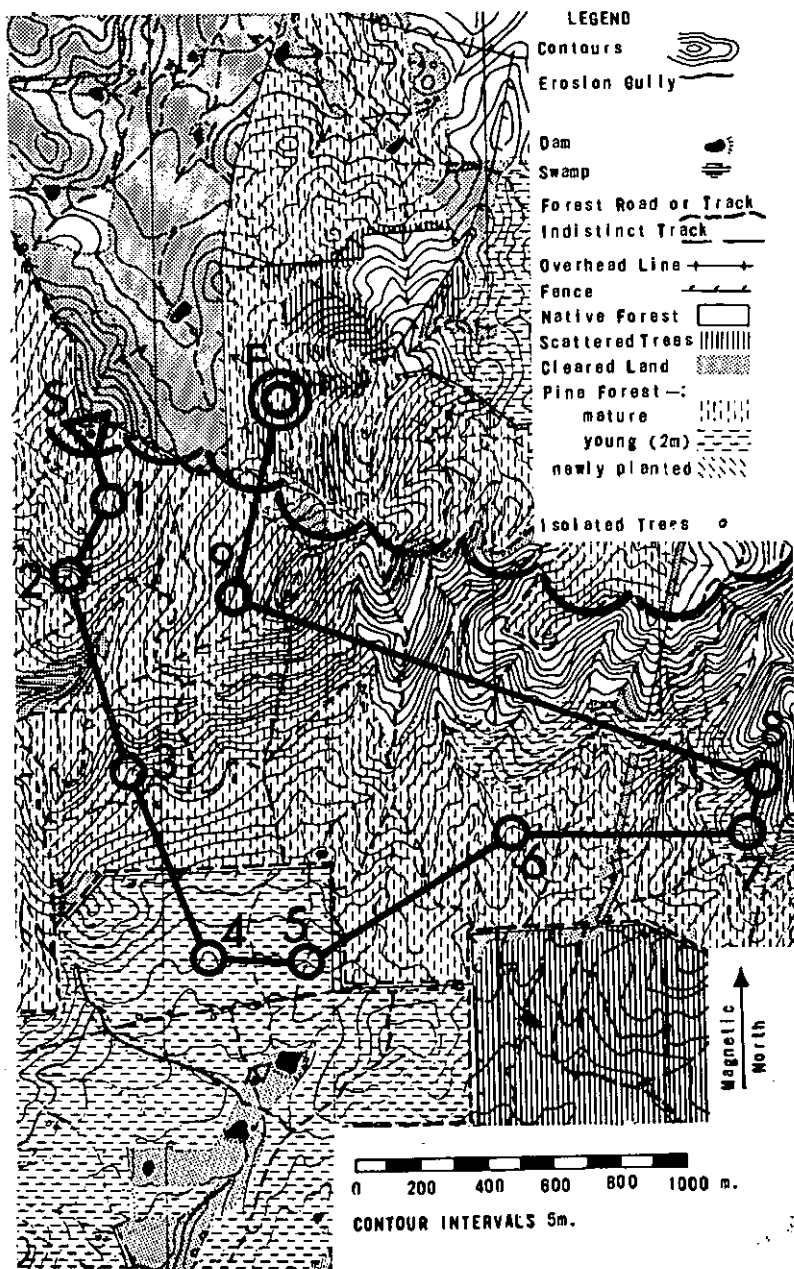 LEGEND
Contours
Erosion Gully
Dam
Swamp
Forest Road or Track
Indistinct Track
Overhead Line
Fence
Native Forest
Scattered Trees
Cleared Land
Pine Forest-:
mature
young (2m)
newly planted
Isolated Trees
S
F
1
2
9
3
8
6
7
4
5
Magnetic
North
0 200 400 600 800 1000 m.
CONTOUR INTERVALS 5m.